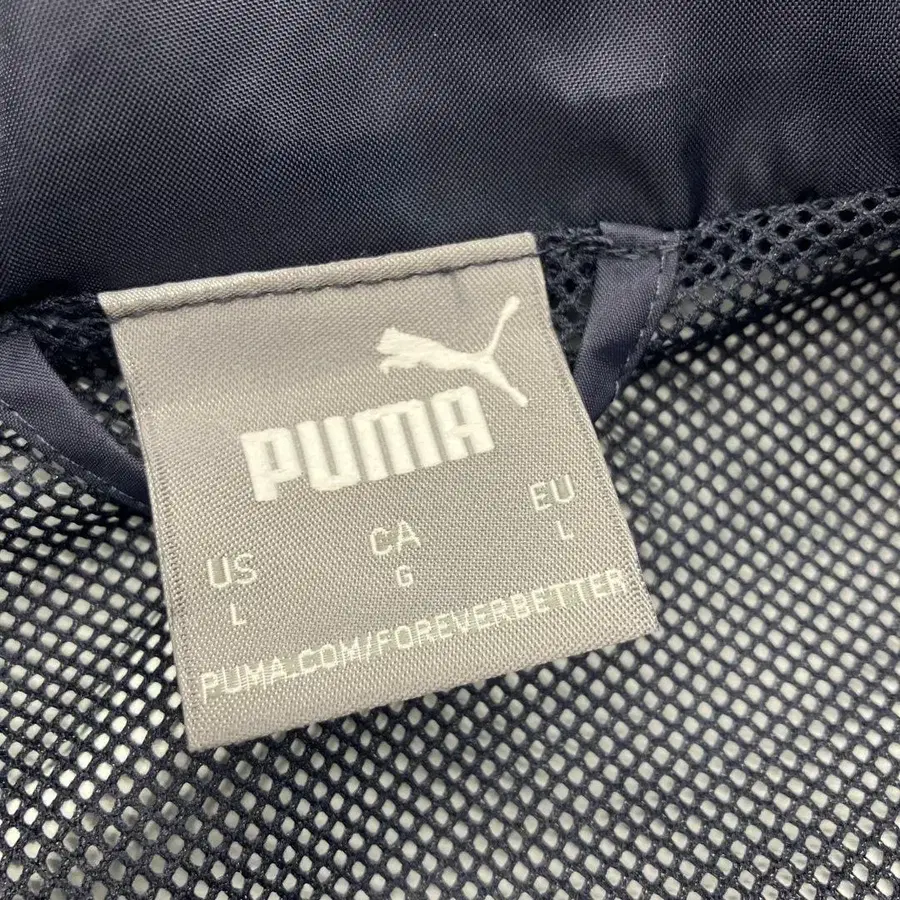 PUMA
US CA EU
L G L
PUMA.COM/FOREVERBETTER